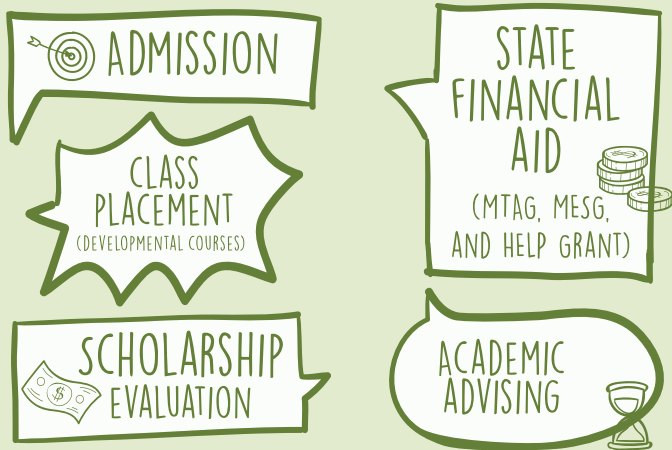 ADMISSION
CLASS
PLACEMENT
(DEVELOPMENTAL COURSES)
SCHOLARSHIP
$
EVALUATION
STATE
FINANCIAL
AID
(MTAG, MESG,
AND HELP GRANT)
ACADEMIC
ADVISING